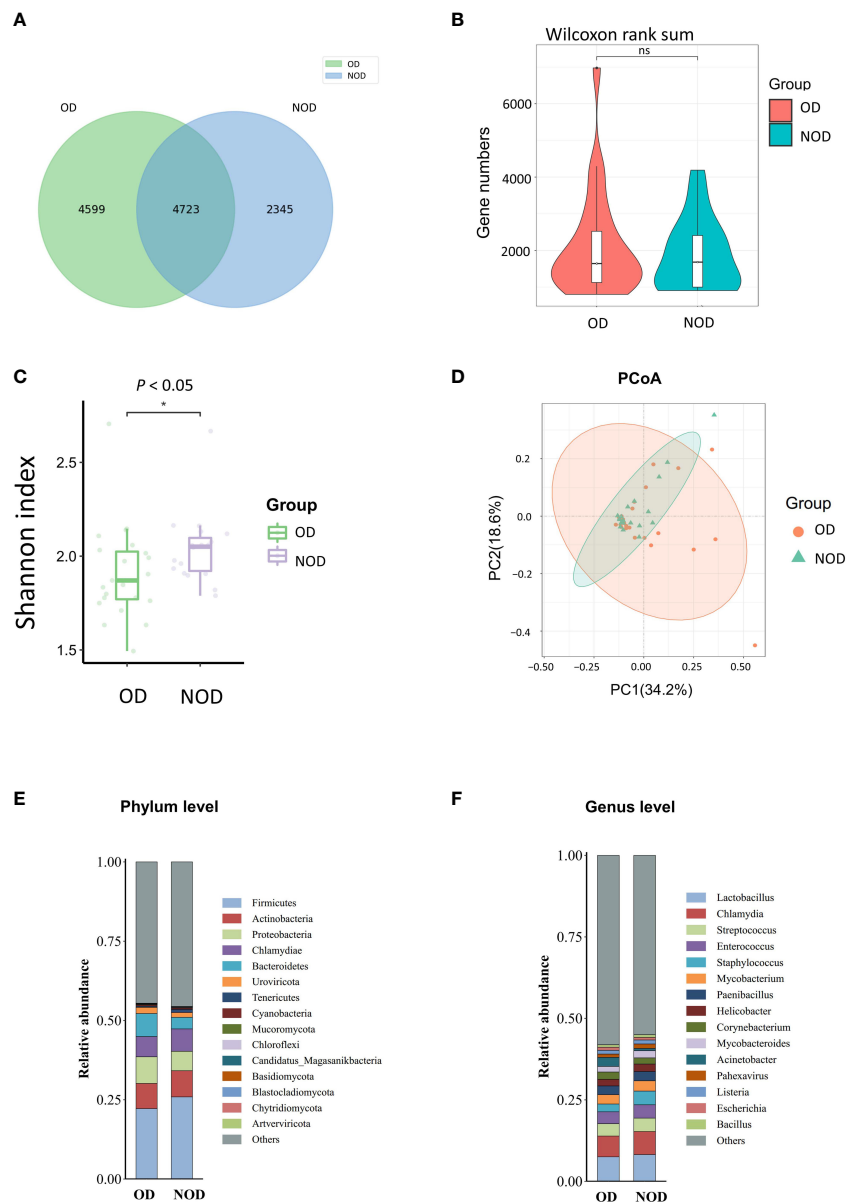 A
OD
NOD
OD
NOD
4599
4723
2345
B
Wilcoxon rank sum
ns
6000
4000
2000
Gene numbers
OD
NOD
Group
OD
NOD
C
P < 0.05
*
2.5
2.0
1.5
Shannon index
OD
NOD
Group
OD
NOD
D
PCoA
0.2
0.0
−0.2
−0.4
PC2(18.6%)
−0.50
−0.25
0.00
0.25
0.50
PC1(34.2%)
Group
OD
NOD
E
Phylum level
1.00
0.75
0.50
0.25
0.00
Relative abundance
OD
NOD
Firmicutes
Actinobacteria
Proteobacteria
Chlamydiae
Bacteroidetes
Uroviricota
Tenericutes
Cyanobacteria
Mucoromycota
Chloroflexi
Candidatus_Magasanikbacteria
Basidiomycota
Blastocladiomycota
Chytridiomycota
Artverviricota
Others
F
Genus level
1.00
0.75
0.50
0.25
0.00
Relative abundance
OD
NOD
Lactobacillus
Chlamydia
Streptococcus
Enterococcus
Staphylococcus
Mycobacterium
Paenibacillus
Helicobacter
Corynebacterium
Mycobacteroides
Acinetobacter
Pahexavirus
Listeria
Escherichia
Bacillus
Others